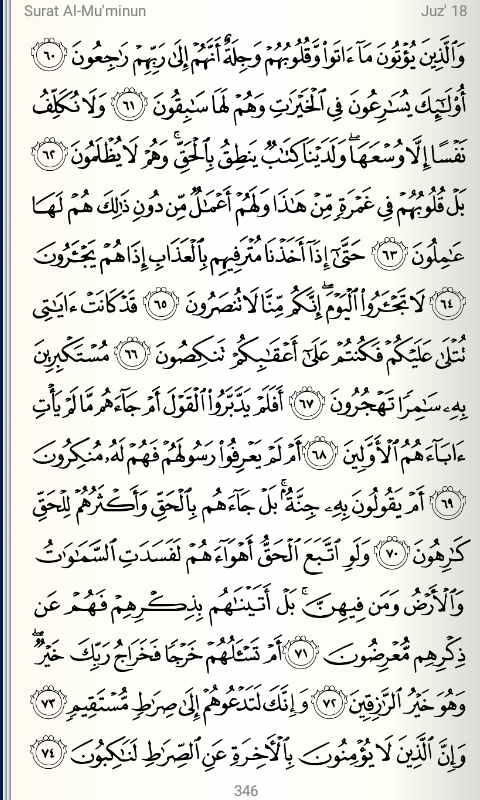 Surat Al-Mu'minun Juz' 18
وَٱلَّذِينَ يُؤْتُونَ مَآ ءَاتَوا۟ وَّقُلُوبُهُمْ وَجِلَةٌ أَنَّهُمْ إِلَىٰ رَبِّهِمْ رَٰجِعُونَ ٦٠
أُو۟لَٰٓئِكَ يُسَٰرِعُونَ فِى ٱلْخَيْرَٰتِ وَهُمْ لَهَا سَٰبِقُونَ ٦١ وَلَا نُكَلِّفُ
نَفْسًا إِلَّا وُسْعَهَا ۖ وَلَدَيْنَا كِتَٰبٌ يَنطِقُ بِٱلْحَقِّ ۚ وَهُمْ لَا يُظْلَمُونَ ٦٢
بَلْ قُلُوبُهُمْ فِى غَمْرَةٍ مِّنْ هَٰذَا وَلَهُمْ أَعْمَٰلٌ مِّن دُونِ ذَٰلِكَ هُمْ لَهَا
عَٰمِلُونَ ٦٣ حَتَّىٰٓ إِذَآ أَخَذْنَا مُتْرَفِيهِم بِٱلْعَذَابِ إِذَا هُمْ يَجْـَٔرُونَ
٦٤ لَا تَجْـَٔرُوا۟ ٱلْيَوْمَ ۖ إِنَّكُم مِّنَّا لَا تُنصَرُونَ ٦٥ قَدْ كَانَتْ ءَايَٰتِى
تُتْلَىٰ عَلَيْكُمْ فَكُنتُمْ عَلَىٰٓ أَعْقَٰبِكُمْ تَنكِصُونَ ٦٦ مُسْتَكْبِرِينَ
بِهِۦ سَٰمِرًا تَهْجُرُونَ ٦٧ أَفَلَمْ يَدَّبَّرُوا۟ ٱلْقَوْلَ أَمْ جَآءَهُم مَّا لَمْ يَأْتِ
ءَابَآءَهُمُ ٱلْأَوَّلِينَ ٦٨ أَمْ لَمْ يَعْرِفُوا۟ رَسُولَهُمْ فَهُمْ لَهُۥ مُنكِرُونَ
٦٩ أَمْ يَقُولُونَ بِهِۦ جِنَّةٌۢ ۚ بَلْ جَآءَهُم بِٱلْحَقِّ وَأَكْثَرُهُمْ لِلْحَقِّ
كَٰرِهُونَ ٧٠ وَلَوِ ٱتَّبَعَ ٱلْحَقُّ أَهْوَآءَهُمْ لَفَسَدَتِ ٱلسَّمَٰوَٰتُ
وَٱلْأَرْضُ وَمَن فِيهِنَّ ۚ بَلْ أَتَيْنَٰهُم بِذِكْرِهِمْ فَهُمْ عَن
ذِكْرِهِم مُّعْرِضُونَ ٧١ أَمْ تَسْـَٔلُهُمْ خَرْجًا فَخَرَاجُ رَبِّكَ خَيْرٌ ۖ
وَهُوَ خَيْرُ ٱلرَّٰزِقِينَ ٧٢ وَإِنَّكَ لَتَدْعُوهُمْ إِلَىٰ صِرَٰطٍ مُّسْتَقِيمٍ ٧٣
وَإِنَّ ٱلَّذِينَ لَا يُؤْمِنُونَ بِٱلْـَٔاخِرَةِ عَنِ ٱلصِّرَٰطِ لَنَٰكِبُونَ ٧٤
346